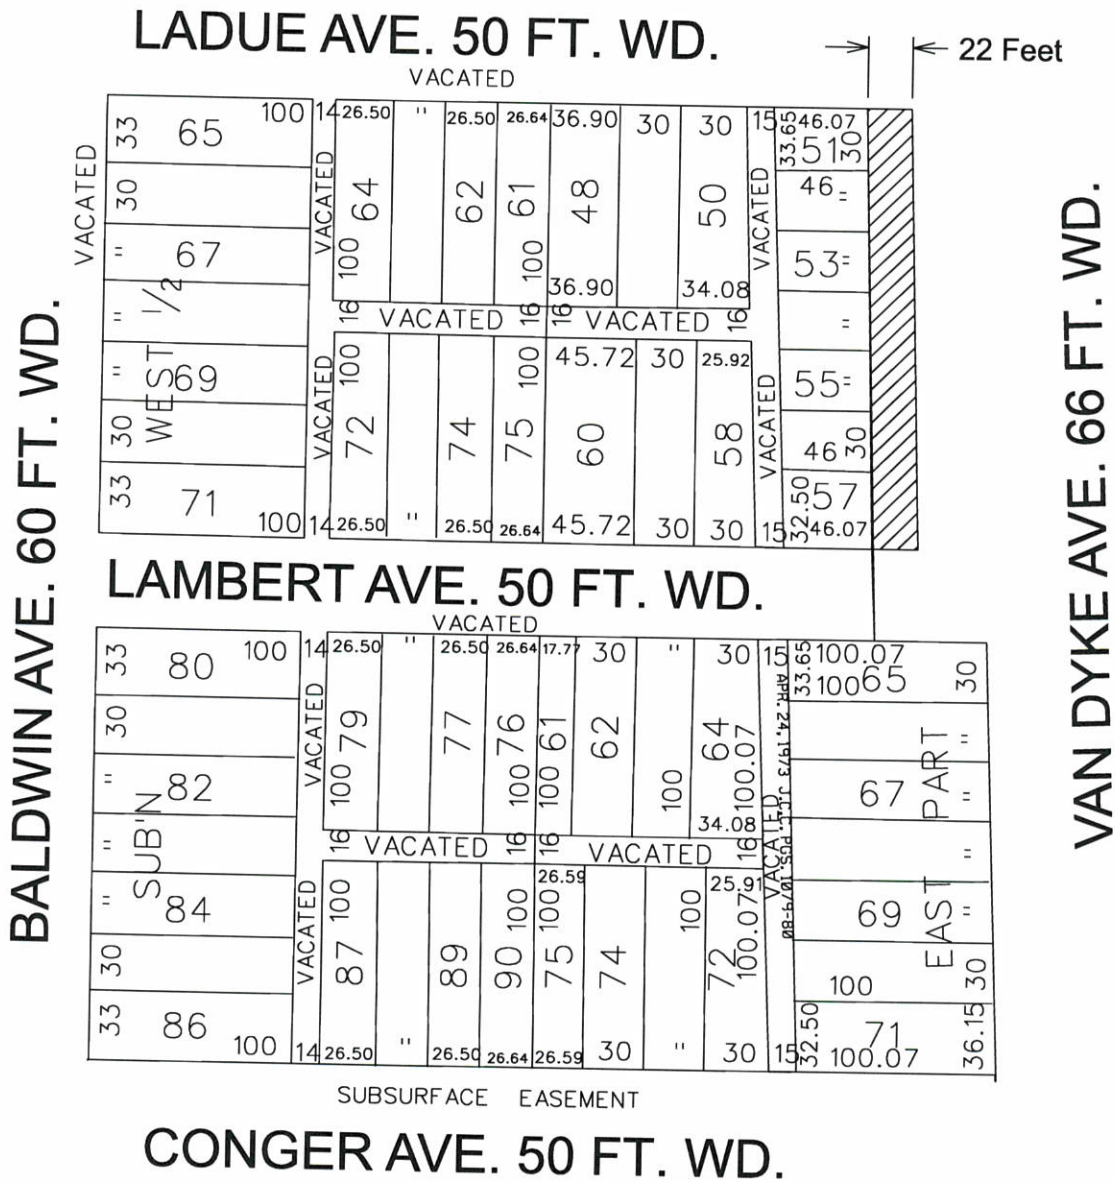 LADUE AVE. 50 FT. WD.
22 Feet
VACATED
33 65 100 14 26.50 " 26.50 26.64 36.90 30 30 15 33.65 46.07
51 30
VACATED
30 VACATED 64 62 61 48 50 VACATED 46 =
" 67 100 100 53 =
36.90 34.08
" WEST 1/2 16 VACATED 16 16 VACATED 16 =
" 69 100 100 45.72 30 25.92 55 =
30 VACATED 72 74 75 60 58 VACATED 46 30
33 71 100 14 26.50 " 26.50 26.64 45.72 30 30 15 32.50 57
46.07
BALDWIN AVE. 60 FT. WD.
VAN DYKE AVE. 66 FT. WD.
LAMBERT AVE. 50 FT. WD.
VACATED
33 80 100 14 26.50 " 26.50 26.64 17.77 30 " 30 15 33.65 100.07
100 65 30
30 VACATED 79 77 76 61 62 64 "
" 82 100 100 100 100 100.07 67 "
34.08
" SUB'N 16 VACATED 16 VACATED 16 VACATED "
APR. 24, 1973 J.C.C. PGS. 1079-80
EAST PART
26.59 25.91
" 84 100 100 100 100 100.07 69 "
30 VACATED 87 89 90 75 74 72 100 30
33 86 100 14 26.50 " 26.50 26.64 26.59 30 " 30 15 32.50 71 36.15
100.07
SUBSURFACE EASEMENT
CONGER AVE. 50 FT. WD.